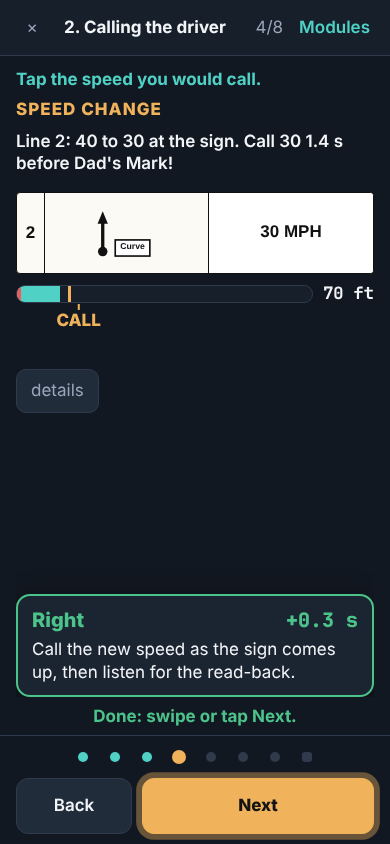 × 2. Calling the driver 4/8 Modules
Tap the speed you would call.
SPEED CHANGE
Line 2: 40 to 30 at the sign. Call 30 1.4 s
before Dad's Mark!
2 Curve 30 MPH
70 ft
CALL
details
Right +0.3 s
Call the new speed as the sign comes
up, then listen for the read-back.
Done: swipe or tap Next.
Back Next